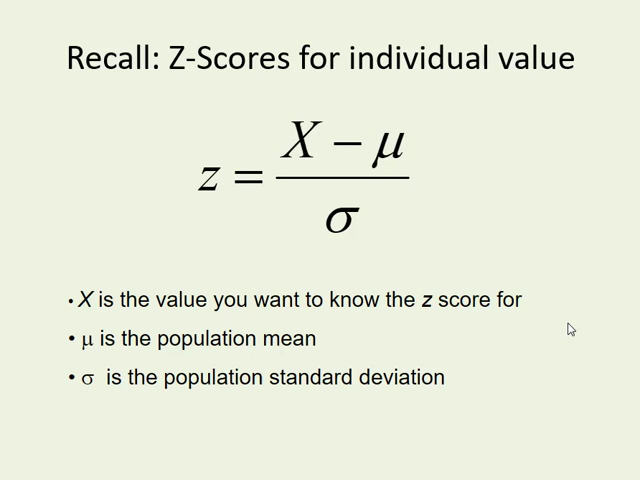 Recall: Z-Scores for individual value
z = (X − μ) / σ
• X is the value you want to know the z score for
• μ is the population mean
• σ is the population standard deviation